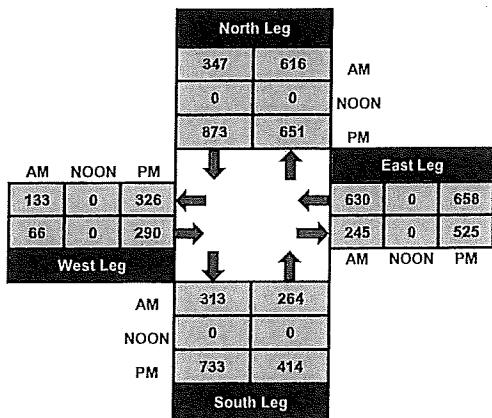 North Leg
347 616 AM
0 0 NOON
873 651 PM
AM NOON PM East Leg
133 0 326 630 0 658
66 0 290 245 0 525
West Leg AM NOON PM
AM 313 264
NOON 0 0
PM 733 414
South Leg